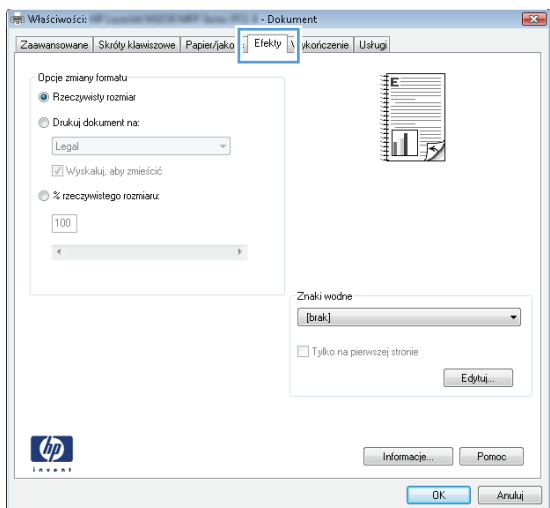 Właściwości: - Dokument
Zaawansowane Skróty klawiszowe Papier/jako Efekty ykończenie Usługi
Opcje zmiany formatu
Rzeczywisty rozmiar
Drukuj dokument na:
Legal
Wyskaluj, aby zmieścić
% rzeczywistego rozmiaru:
100
E
Znaki wodne
[brak]
Tylko na pierwszej stronie
Edytuj...
hp
invent
Informacje... Pomoc
OK Anuluj